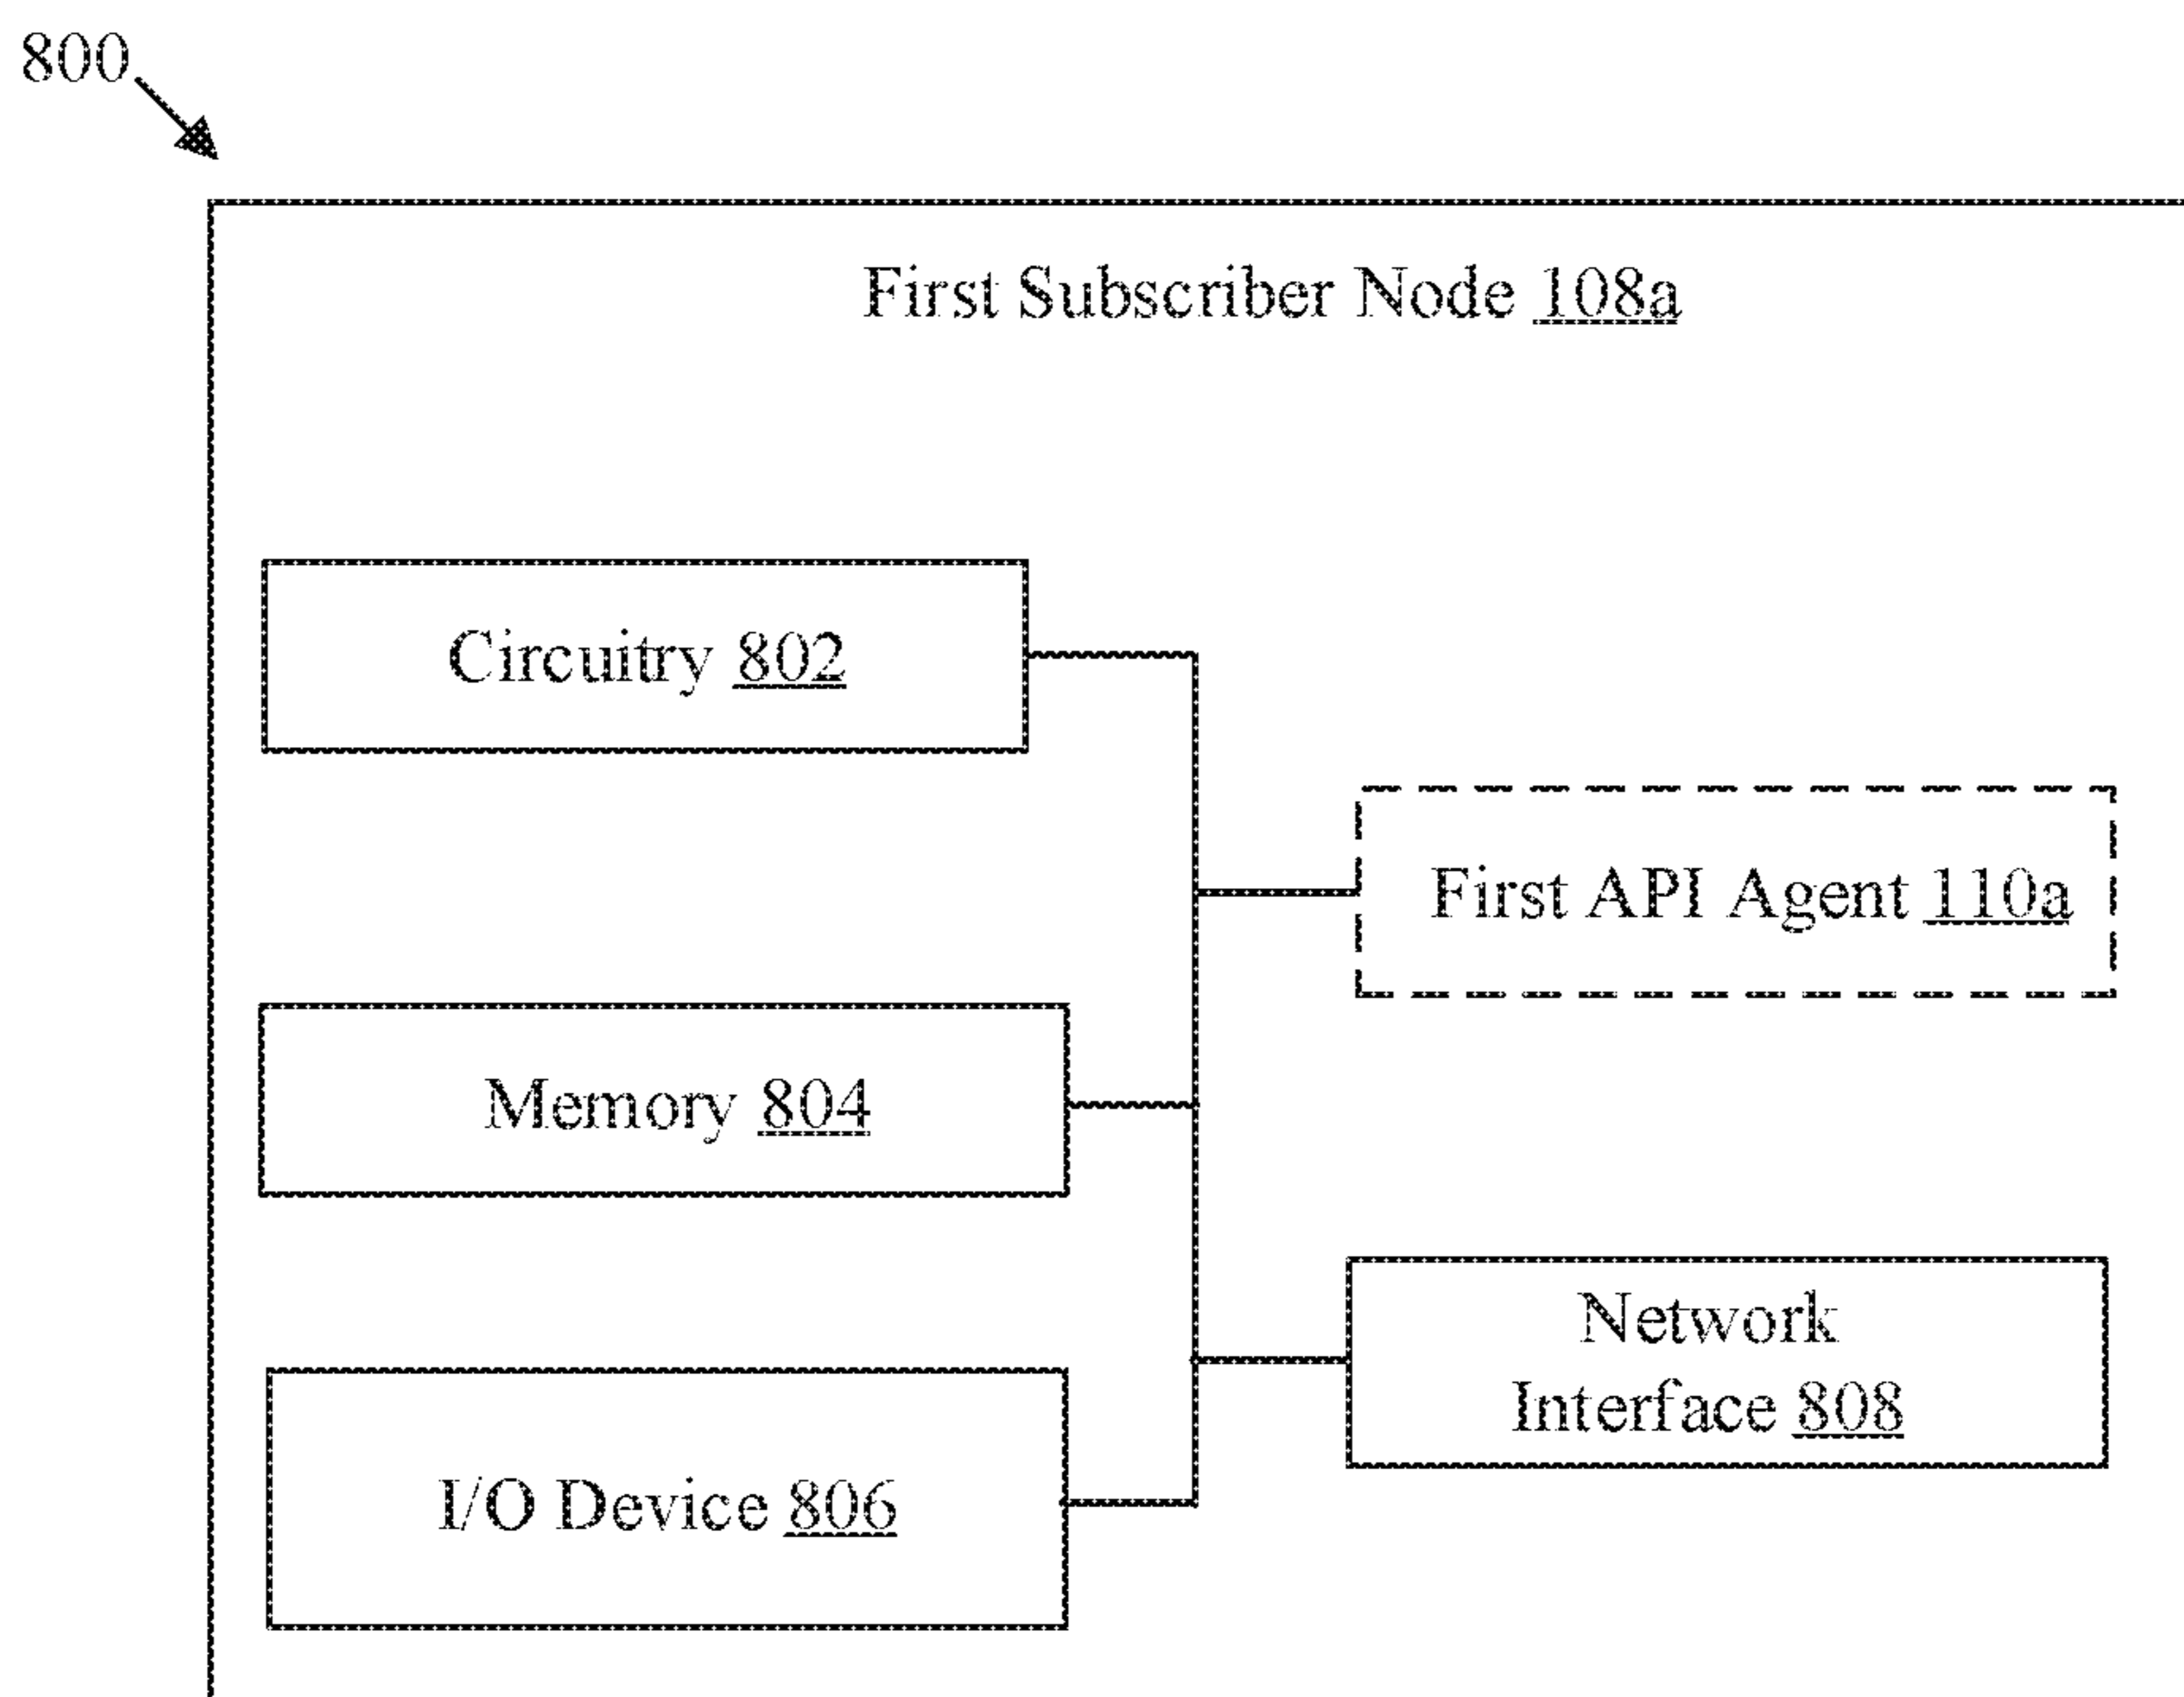 800
First Subscriber Node 108a
Circuitry 802
First API Agent 110a
Memory 804
Network
Interface 808
I/O Device 806